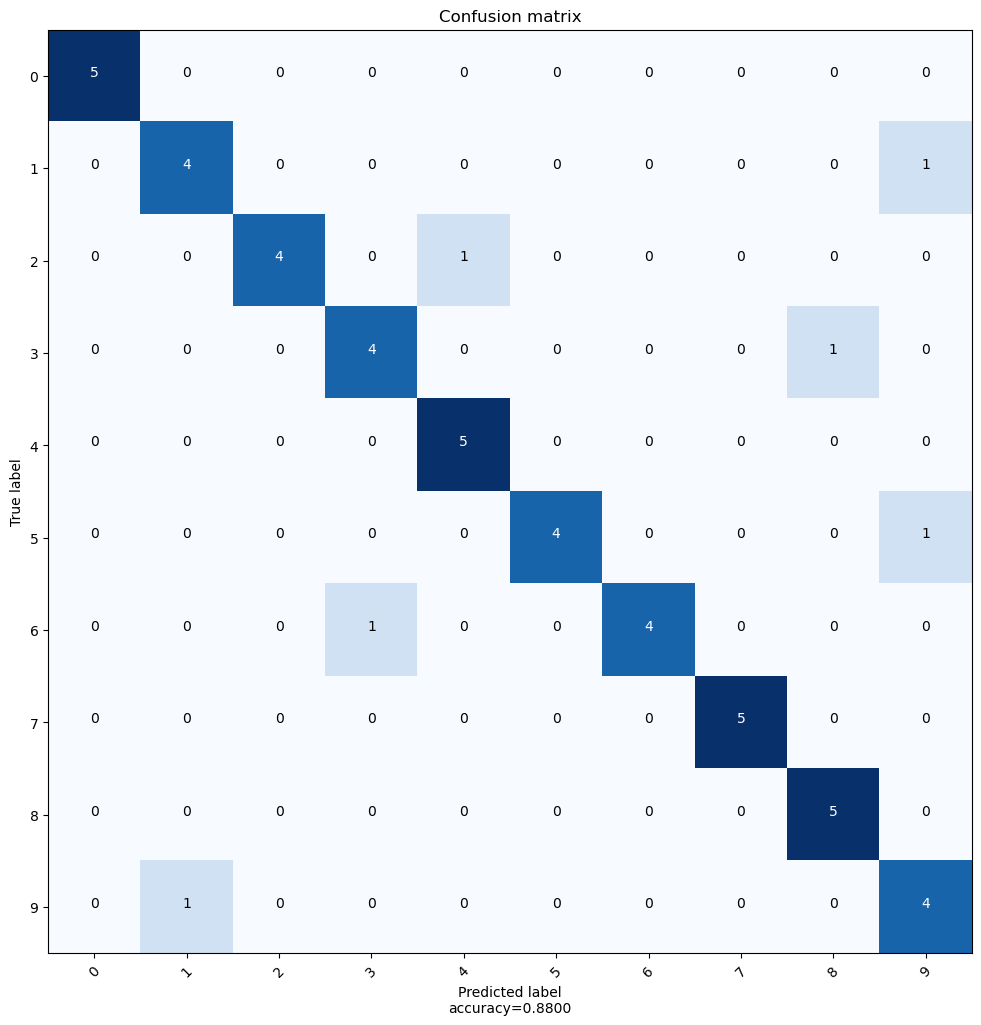 Confusion matrix
0 5 0 0 0 0 0 0 0 0 0
1 0 4 0 0 0 0 0 0 0 1
2 0 0 4 0 1 0 0 0 0 0
3 0 0 0 4 0 0 0 0 1 0
4 0 0 0 0 5 0 0 0 0 0
5 0 0 0 0 0 4 0 0 0 1
6 0 0 0 1 0 0 4 0 0 0
7 0 0 0 0 0 0 0 5 0 0
8 0 0 0 0 0 0 0 0 5 0
9 0 1 0 0 0 0 0 0 0 4
True label
0 1 2 3 4 5 6 7 8 9
Predicted label
accuracy=0.8800